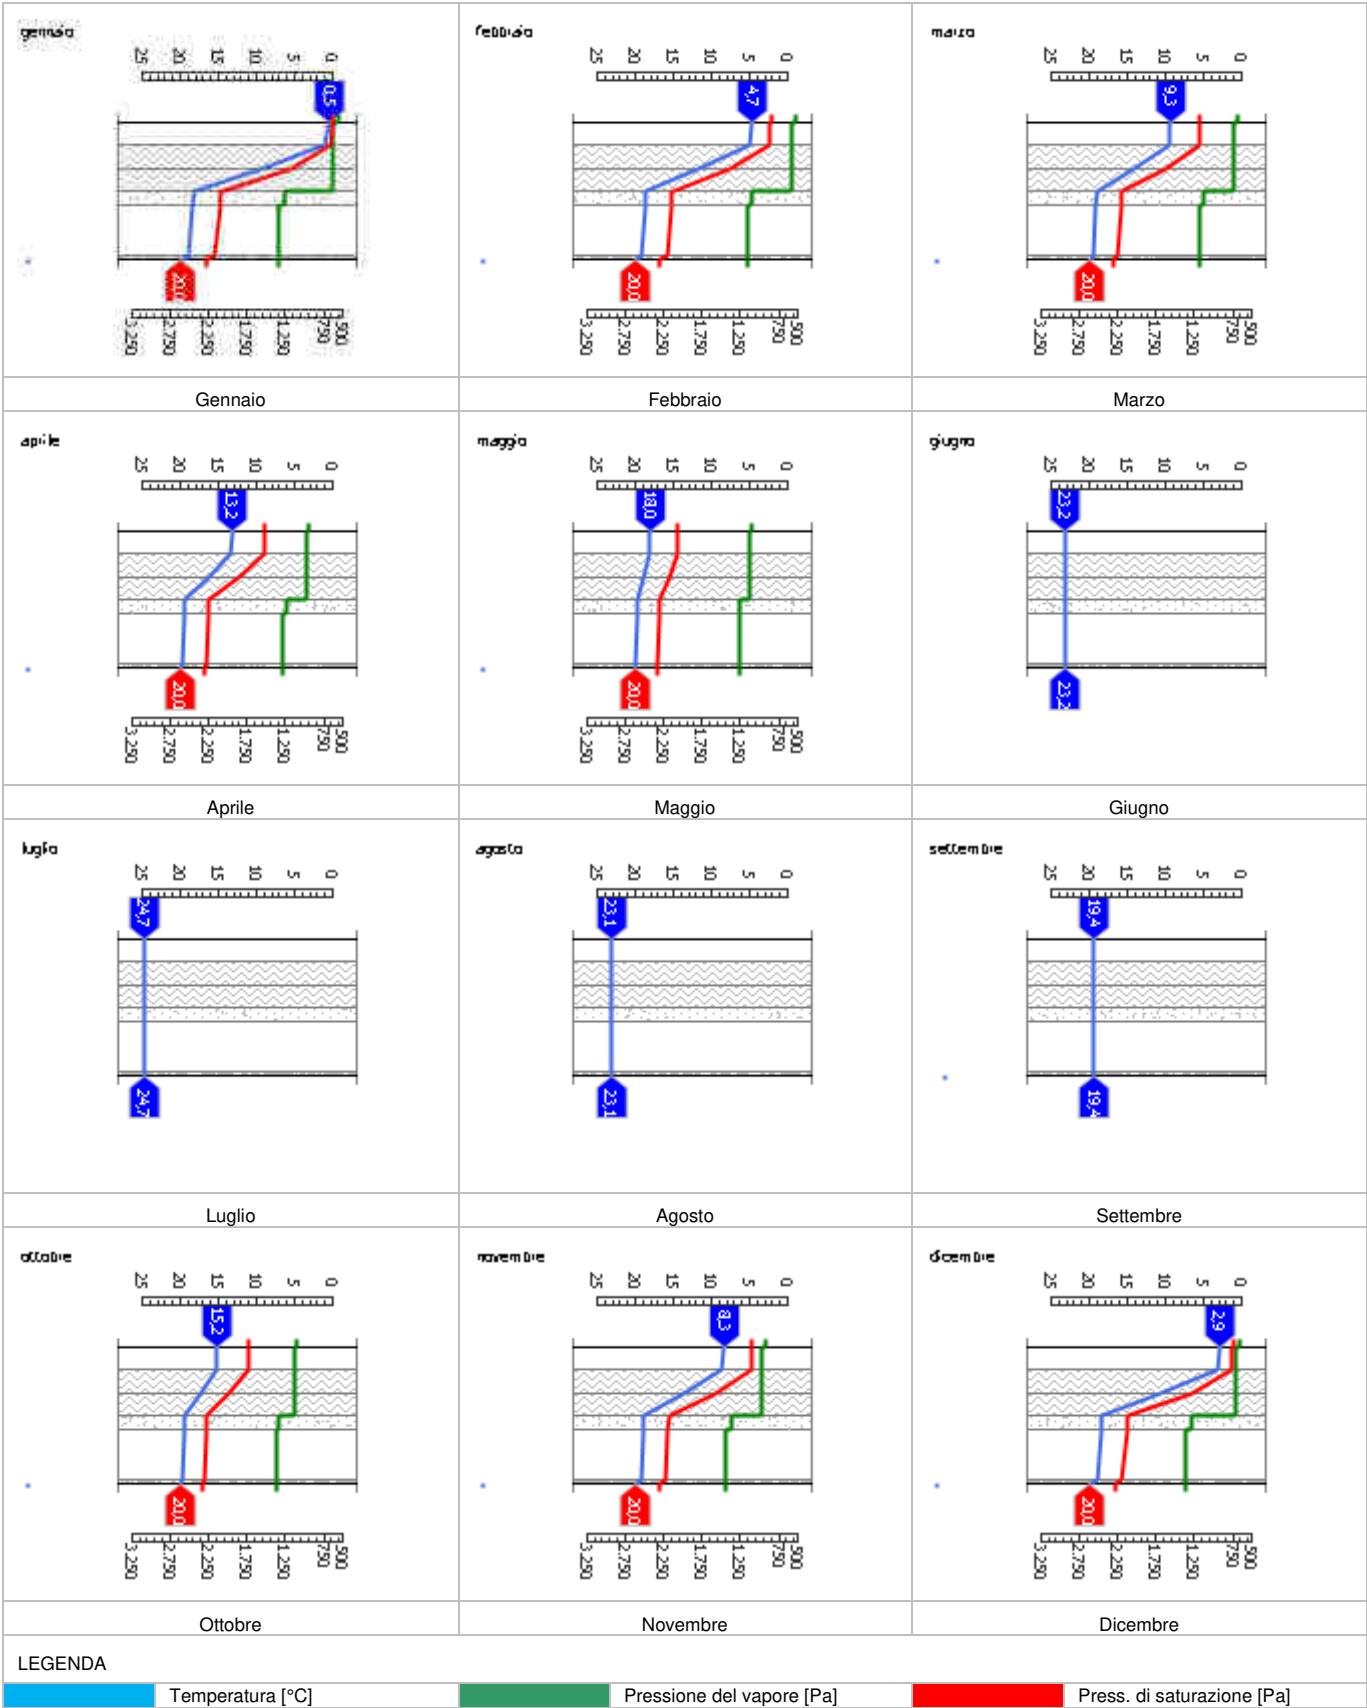 gennaio
25 20 15 10 5 0
0,5
20,0
3.250 2.750 2.250 1.750 1.250 750 500
febbraio
25 20 15 10 5 0
4,7
20,0
3.250 2.750 2.250 1.750 1.250 750 500
marzo
25 20 15 10 5 0
9,3
20,0
3.250 2.750 2.250 1.750 1.250 750 500
Gennaio
Febbraio
Marzo
aprile
25 20 15 10 5 0
13,2
20,0
3.250 2.750 2.250 1.750 1.250 750 500
maggio
25 20 15 10 5 0
18,0
20,0
3.250 2.750 2.250 1.750 1.250 750 500
giugno
25 20 15 10 5 0
23,2
23,2
Aprile
Maggio
Giugno
luglio
25 20 15 10 5 0
24,7
24,7
agosto
25 20 15 10 5 0
23,1
23,1
settembre
25 20 15 10 5 0
19,4
19,4
Luglio
Agosto
Settembre
ottobre
25 20 15 10 5 0
15,2
20,0
3.250 2.750 2.250 1.750 1.250 750 500
novembre
25 20 15 10 5 0
8,3
20,0
3.250 2.750 2.250 1.750 1.250 750 500
dicembre
25 20 15 10 5 0
2,9
20,0
3.250 2.750 2.250 1.750 1.250 750 500
Ottobre
Novembre
Dicembre
LEGENDA
Temperatura [°C]
Pressione del vapore [Pa]
Press. di saturazione [Pa]